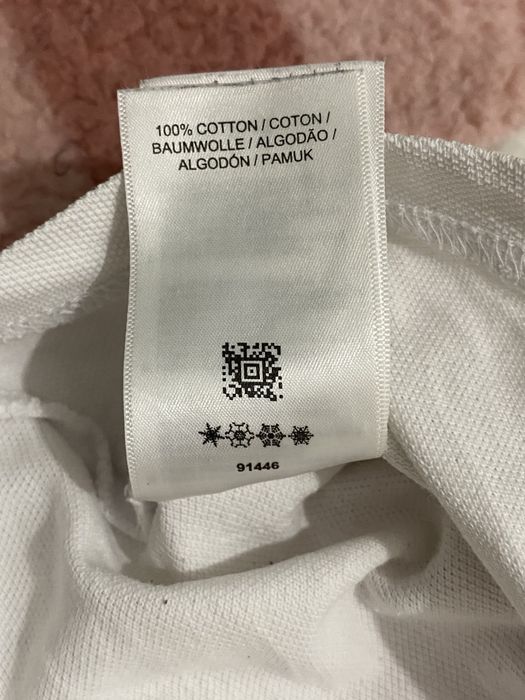 100% COTTON / COTON /
BAUMWOLLE / ALGODÃO /
ALGODÓN / PAMUK
91446